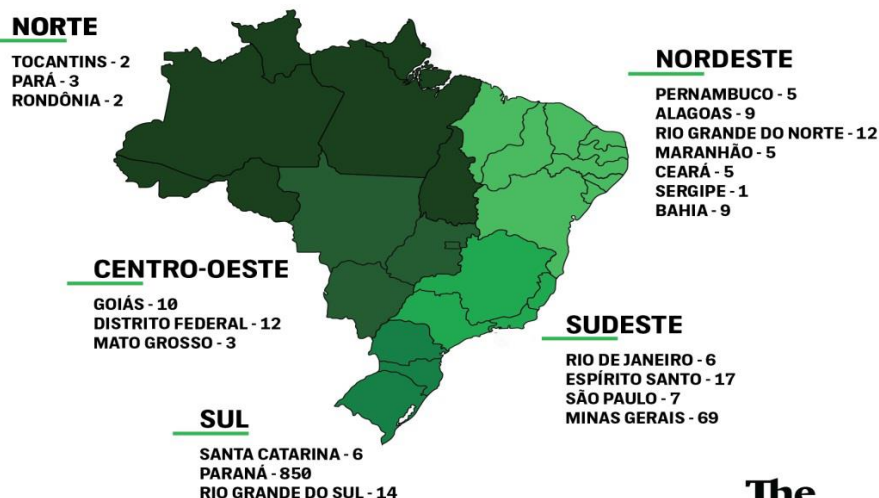 NORTE
TOCANTINS - 2
PARÁ - 3
RONDÔNIA - 2
NORDESTE
PERNAMBUCO - 5
ALAGOAS - 9
RIO GRANDE DO NORTE - 12
MARANHÃO - 5
CEARÁ - 5
SERGIPE - 1
BAHIA - 9
CENTRO-OESTE
GOIÁS - 10
DISTRITO FEDERAL - 12
MATO GROSSO - 3
SUDESTE
RIO DE JANEIRO - 6
ESPÍRITO SANTO - 17
SÃO PAULO - 7
MINAS GERAIS - 69
SUL
SANTA CATARINA - 6
PARANÁ - 850
RIO GRANDE DO SUL - 14
The